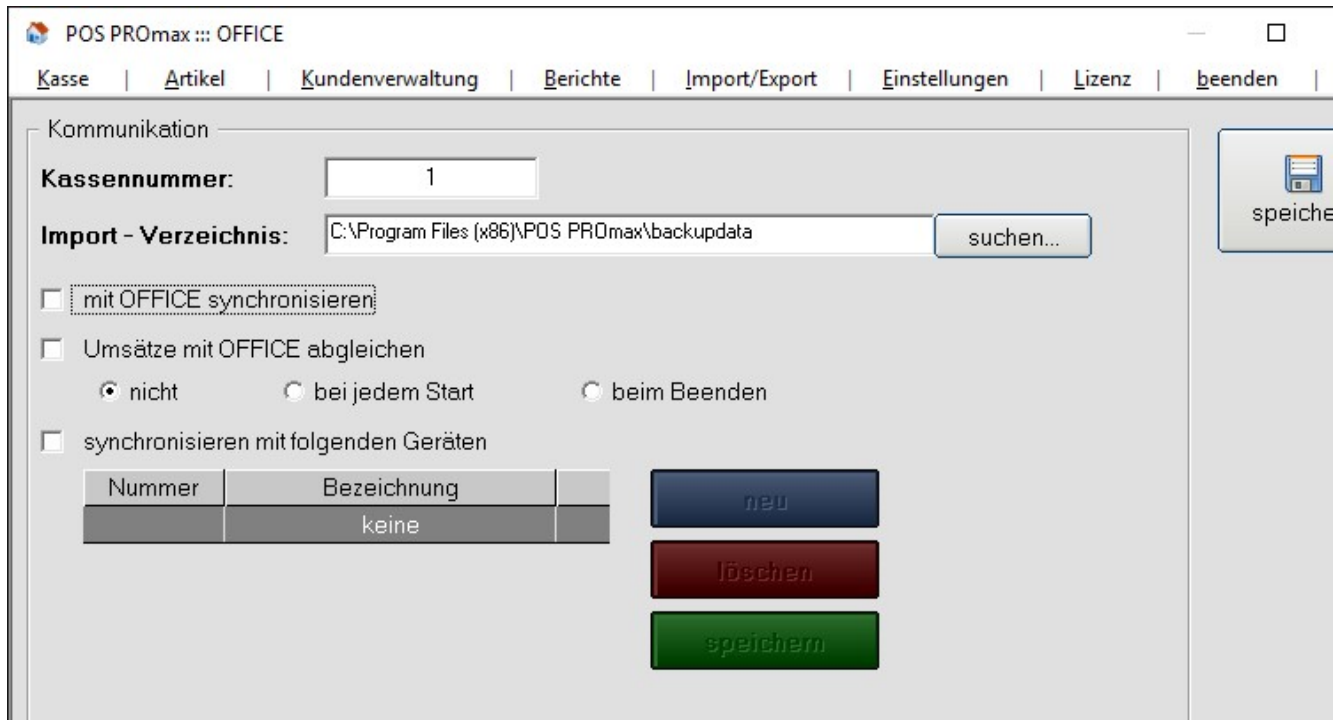 POS PROmax ::: OFFICE
Kasse | Artikel | Kundenverwaltung | Berichte | Import/Export | Einstellungen | Lizenz | beenden |
Kommunikation
Kassennummer: 1
Import - Verzeichnis: C:\Program Files (x86)\POS PROmax\backupdata suchen...
speiche
mit OFFICE synchronisieren
Umsätze mit OFFICE abgleichen
nicht bei jedem Start beim Beenden
synchronisieren mit folgenden Geräten
Nummer Bezeichnung
keine
neu
löschen
speichern